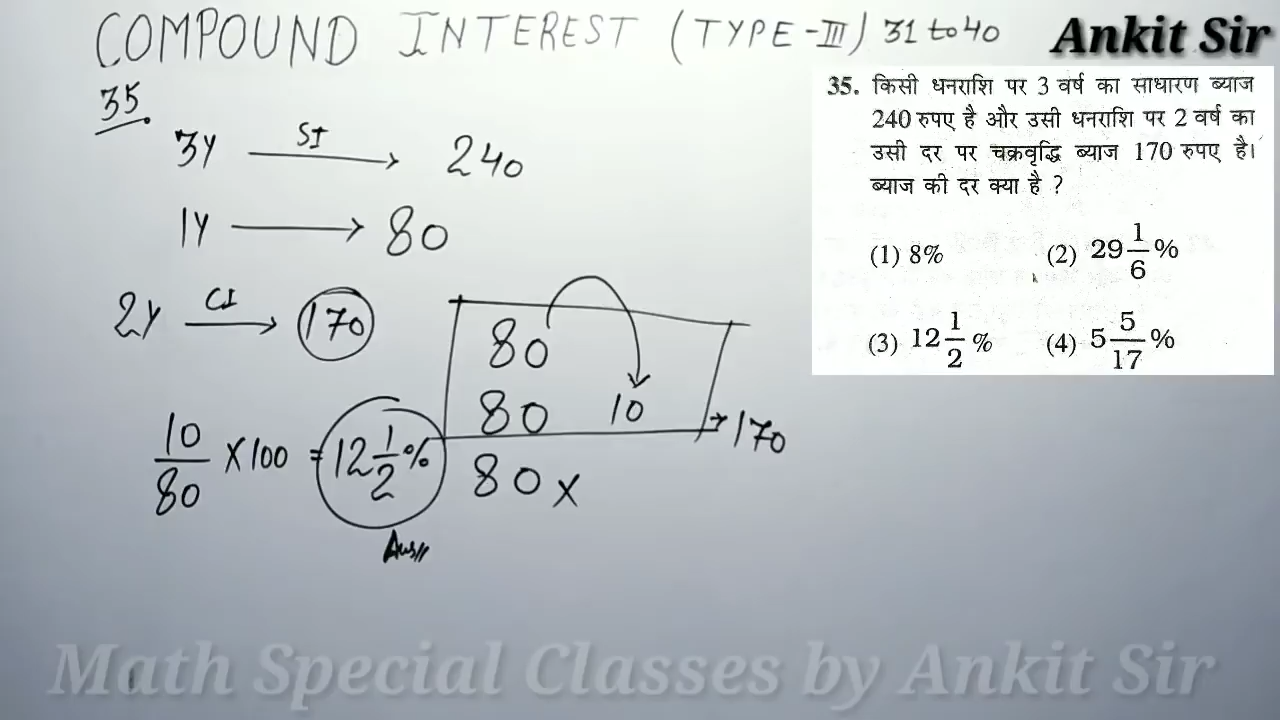 COMPOUND INTEREST (TYPE-III) 31 to 40
Ankit Sir
35.
3Y SI → 240
1Y → 80
2Y CI → 170
80
80 10 → 170
80 x
10/80 x 100 = 12 1/2 %
Ans//
35. किसी धनराशि पर 3 वर्ष का साधारण ब्याज
240 रुपए है और उसी धनराशि पर 2 वर्ष का
उसी दर पर चक्रवृद्धि ब्याज 170 रुपए है।
ब्याज की दर क्या है ?
(1) 8% (2) 29 1/6 %
(3) 12 1/2 % (4) 5 5/17 %
Math Special Classes by Ankit Sir